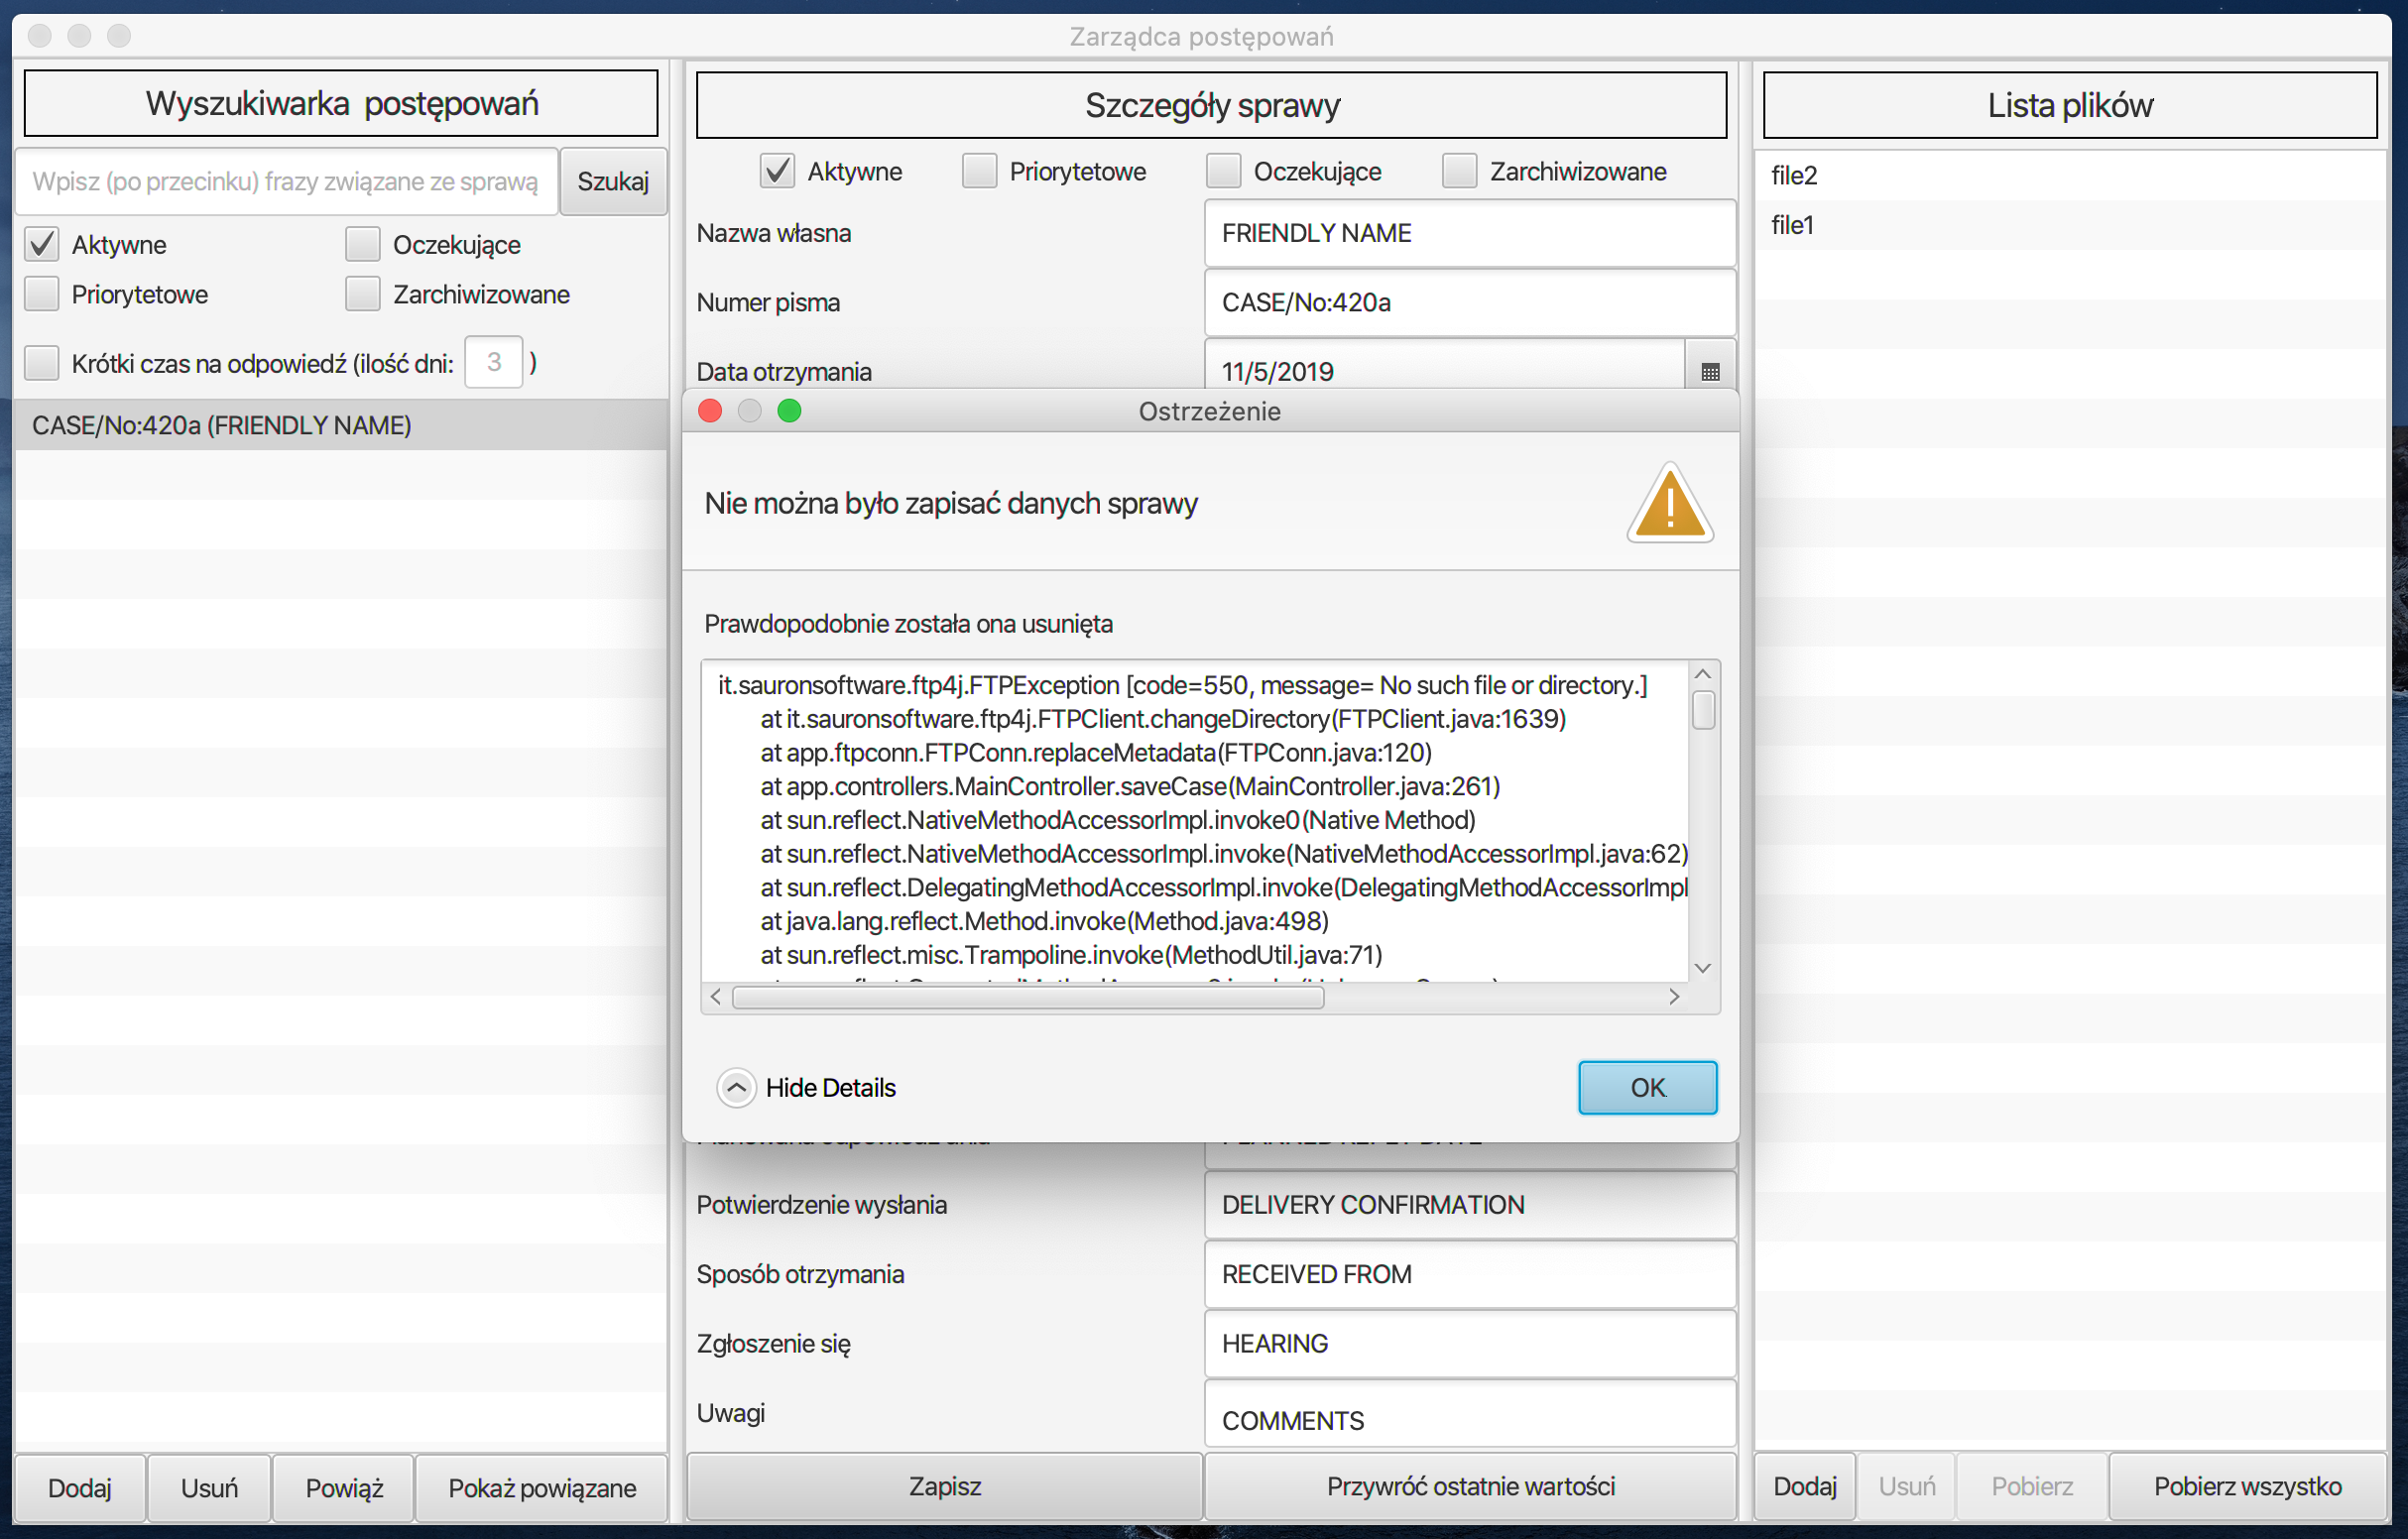 Zarządca postępowań
Wyszukiwarka postępowań
Wpisz (po przecinku) frazy związane ze sprawą
Szukaj
Aktywne
Oczekujące
Priorytetowe
Zarchiwizowane
Krótki czas na odpowiedź (ilość dni: 3 )
CASE/No:420a (FRIENDLY NAME)
Dodaj
Usuń
Powiąż
Pokaż powiązane
Szczegóły sprawy
Aktywne
Priorytetowe
Oczekujące
Zarchiwizowane
Nazwa własna
FRIENDLY NAME
Numer pisma
CASE/No:420a
Data otrzymania
11/5/2019
Ostrzeżenie
Nie można było zapisać danych sprawy
Prawdopodobnie została ona usunięta
it.sauronsoftware.ftp4j.FTPException [code=550, message= No such file or directory.]
at it.sauronsoftware.ftp4j.FTPClient.changeDirectory(FTPClient.java:1639)
at app.ftpconn.FTPConn.replaceMetadata(FTPConn.java:120)
at app.controllers.MainController.saveCase(MainController.java:261)
at sun.reflect.NativeMethodAccessorImpl.invoke0(Native Method)
at sun.reflect.NativeMethodAccessorImpl.invoke(NativeMethodAccessorImpl.java:62)
at sun.reflect.DelegatingMethodAccessorImpl.invoke(DelegatingMethodAccessorImpl
at java.lang.reflect.Method.invoke(Method.java:498)
at sun.reflect.misc.Trampoline.invoke(MethodUtil.java:71)
Hide Details
OK
Potwierdzenie wysłania
DELIVERY CONFIRMATION
Sposób otrzymania
RECEIVED FROM
Zgłoszenie się
HEARING
Uwagi
COMMENTS
Zapisz
Przywróć ostatnie wartości
Lista plików
file2
file1
Dodaj
Usuń
Pobierz
Pobierz wszystko